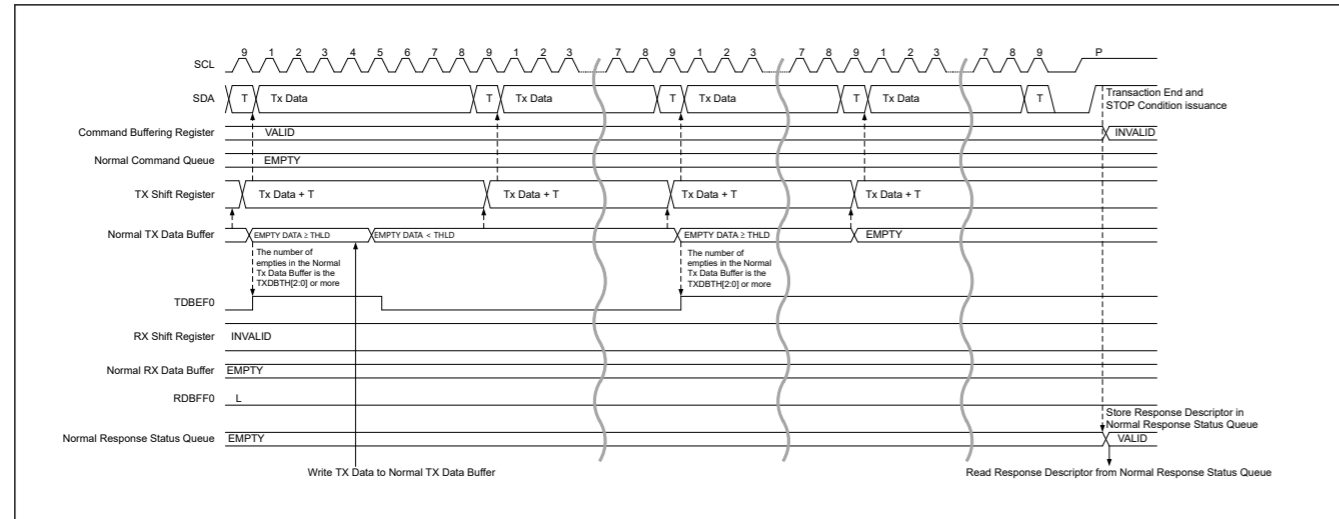 SCL 9 1 2 3 4 5 6 7 8 9 1 2 3 7 8 9 1 2 3 7 8 9 1 2 3 7 8 9 P
SDA T Tx Data T Tx Data T Tx Data T Tx Data T
Transaction End and
STOP Condition issuance
Command Buffering Register VALID INVALID
Normal Command Queue EMPTY
TX Shift Register Tx Data + T Tx Data + T Tx Data + T Tx Data + T
Normal TX Data Buffer EMPTY DATA ≥ THLD EMPTY DATA < THLD EMPTY DATA ≥ THLD EMPTY
The number of
empties in the Normal
Tx Data Buffer is the
TXDBTH[2:0] or more
The number of
empties in the Normal
Tx Data Buffer is the
TXDBTH[2:0] or more
TDBEF0
RX Shift Register INVALID
Normal RX Data Buffer EMPTY
RDBFF0 L
Store Response Descriptor in
Normal Response Status Queue
Normal Response Status Queue EMPTY VALID
Write TX Data to Normal TX Data Buffer
Read Response Descriptor from Normal Response Status Queue